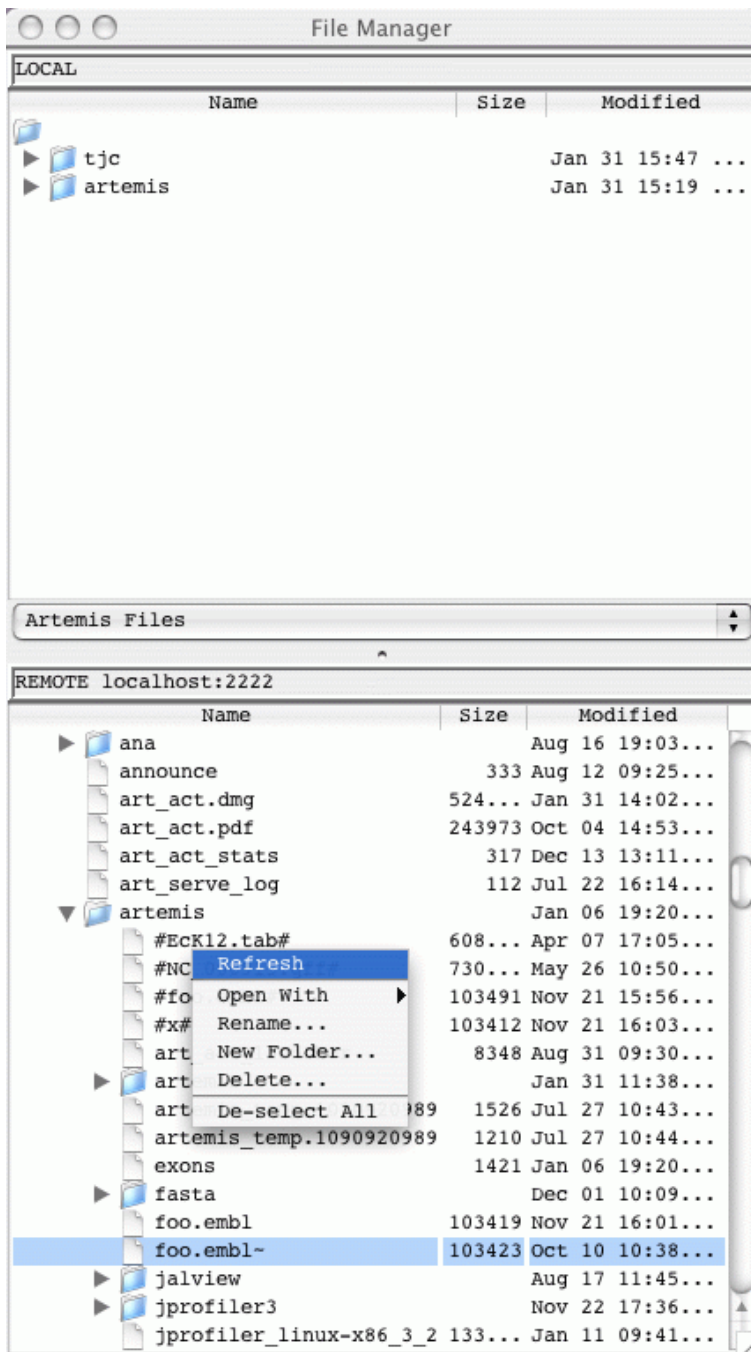 File Manager
LOCAL
Name Size Modified
tjc Jan 31 15:47 ...
artemis Jan 31 15:19 ...
Artemis Files
REMOTE localhost:2222
Name Size Modified
ana Aug 16 19:03...
announce 333 Aug 12 09:25...
art_act.dmg 524... Jan 31 14:02...
art_act.pdf 243973 Oct 04 14:53...
art_act_stats 317 Dec 13 13:11...
art_serve_log 112 Jul 22 16:14...
artemis Jan 06 19:20...
#EcK12.tab# 608... Apr 07 17:05...
Refresh 730... May 26 10:50...
Open With 103491 Nov 21 15:56...
#x# Rename... 103412 Nov 21 16:03...
New Folder... 8348 Aug 31 09:30...
Delete... Jan 31 11:38...
De-select All 1526 Jul 27 10:43...
artemis_temp.1090920989 1210 Jul 27 10:44...
exons 1421 Jan 06 19:20...
fasta Dec 01 10:09...
foo.embl 103419 Nov 21 16:01...
foo.embl~ 103423 Oct 10 10:38...
jalview Aug 17 11:45...
jprofiler3 Nov 22 17:36...
jprofiler_linux-x86_3_2 133... Jan 11 09:41...